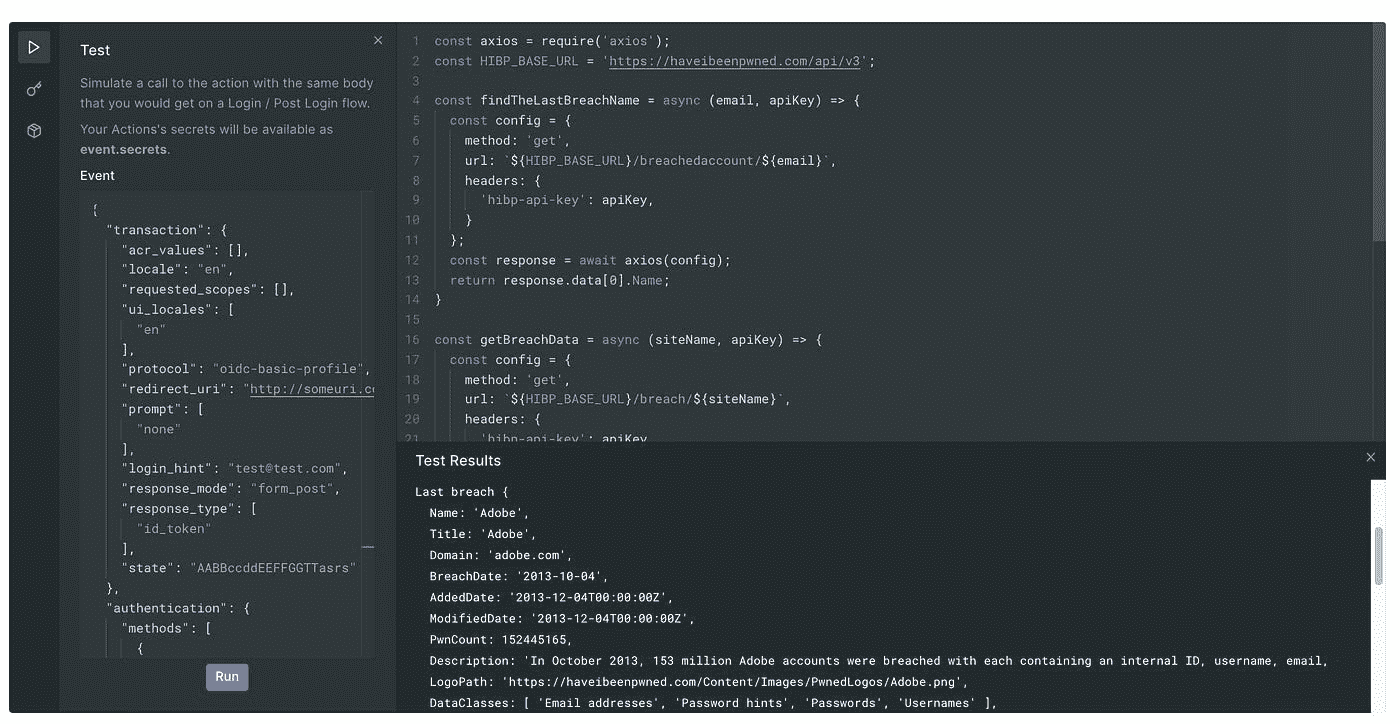 Test
Simulate a call to the action with the same body
that you would get on a Login / Post Login flow.
Your Actions's secrets will be available as
event.secrets.
Event
{
"transaction": {
"acr_values": [],
"locale": "en",
"requested_scopes": [],
"ui_locales": [
"en"
],
"protocol": "oidc-basic-profile",
"redirect_uri": "http://someuri.co
"prompt": [
"none"
],
"login_hint": "test@test.com",
"response_mode": "form_post",
"response_type": [
"id_token"
],
"state": "AABBccddEEFFGGTTasrs"
},
"authentication": {
"methods": [
{
Run
1 const axios = require('axios');
2 const HIBP_BASE_URL = 'https://haveibeenpwned.com/api/v3';
3
4 const findTheLastBreachName = async (email, apiKey) => {
5 const config = {
6 method: 'get',
7 url: `${HIBP_BASE_URL}/breachedaccount/${email}`,
8 headers: {
9 'hibp-api-key': apiKey,
10 }
11 };
12 const response = await axios(config);
13 return response.data[0].Name;
14 }
15
16 const getBreachData = async (siteName, apiKey) => {
17 const config = {
18 method: 'get',
19 url: `${HIBP_BASE_URL}/breach/${siteName}`,
20 headers: {
21 'hibp-api-key': apiKey
Test Results
Last breach {
Name: 'Adobe',
Title: 'Adobe',
Domain: 'adobe.com',
BreachDate: '2013-10-04',
AddedDate: '2013-12-04T00:00:00Z',
ModifiedDate: '2013-12-04T00:00:00Z',
PwnCount: 152445165,
Description: 'In October 2013, 153 million Adobe accounts were breached with each containing an internal ID, username, email,
LogoPath: 'https://haveibeenpwned.com/Content/Images/PwnedLogos/Adobe.png',
DataClasses: [ 'Email addresses', 'Password hints', 'Passwords', 'Usernames' ],